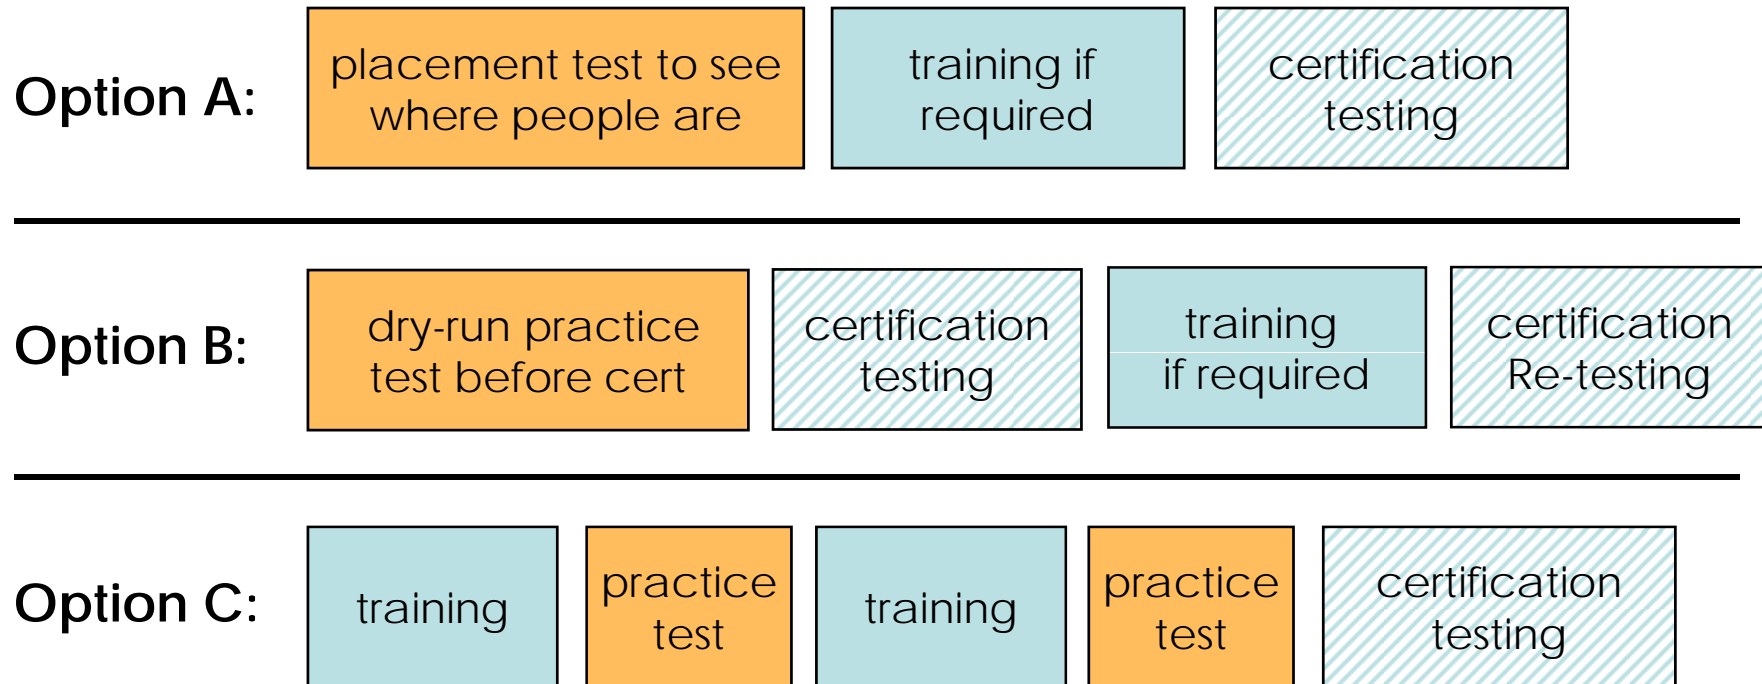 Option A:
placement test to see
where people are
training if
required
certification
testing
Option B:
dry-run practice
test before cert
certification
testing
training
if required
certification
Re-testing
Option C:
training
practice
test
training
practice
test
certification
testing